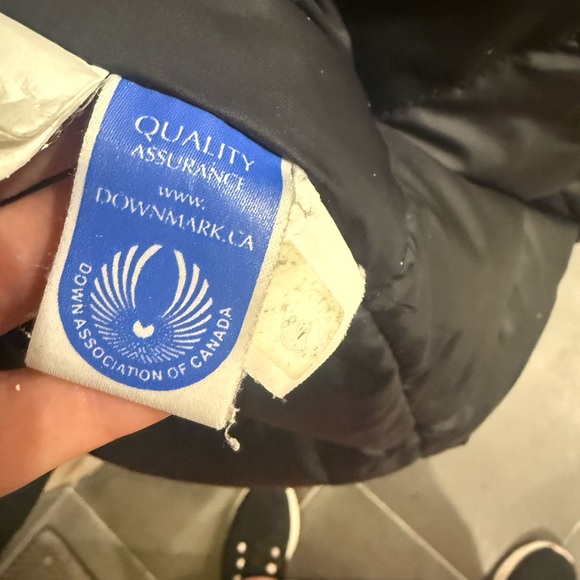 QUALITY
ASSURANCE
www.
DOWNMARK.CA
DOWN ASSOCIATION OF CANADA